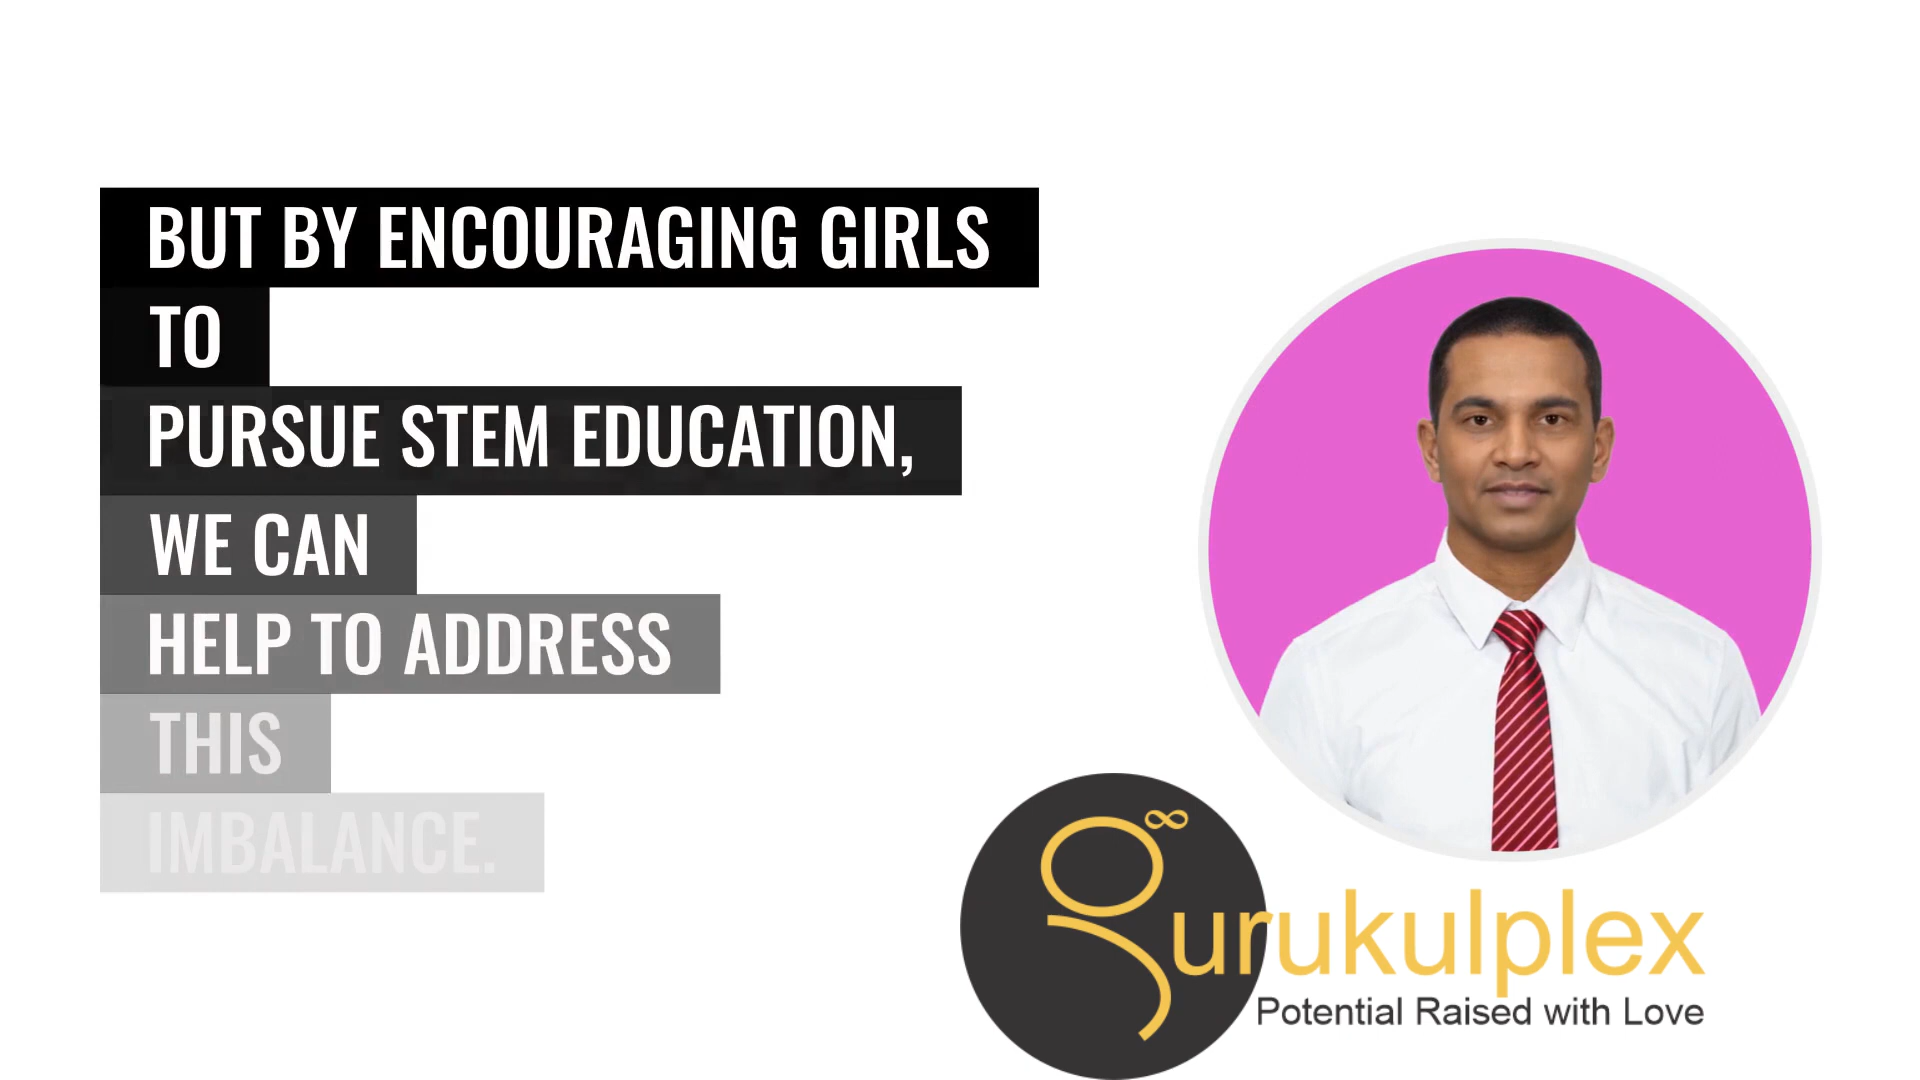 BUT BY ENCOURAGING GIRLS
TO
PURSUE STEM EDUCATION,
WE CAN
HELP TO ADDRESS
THIS
IMBALANCE.
gurukulplex
Potential Raised with Love